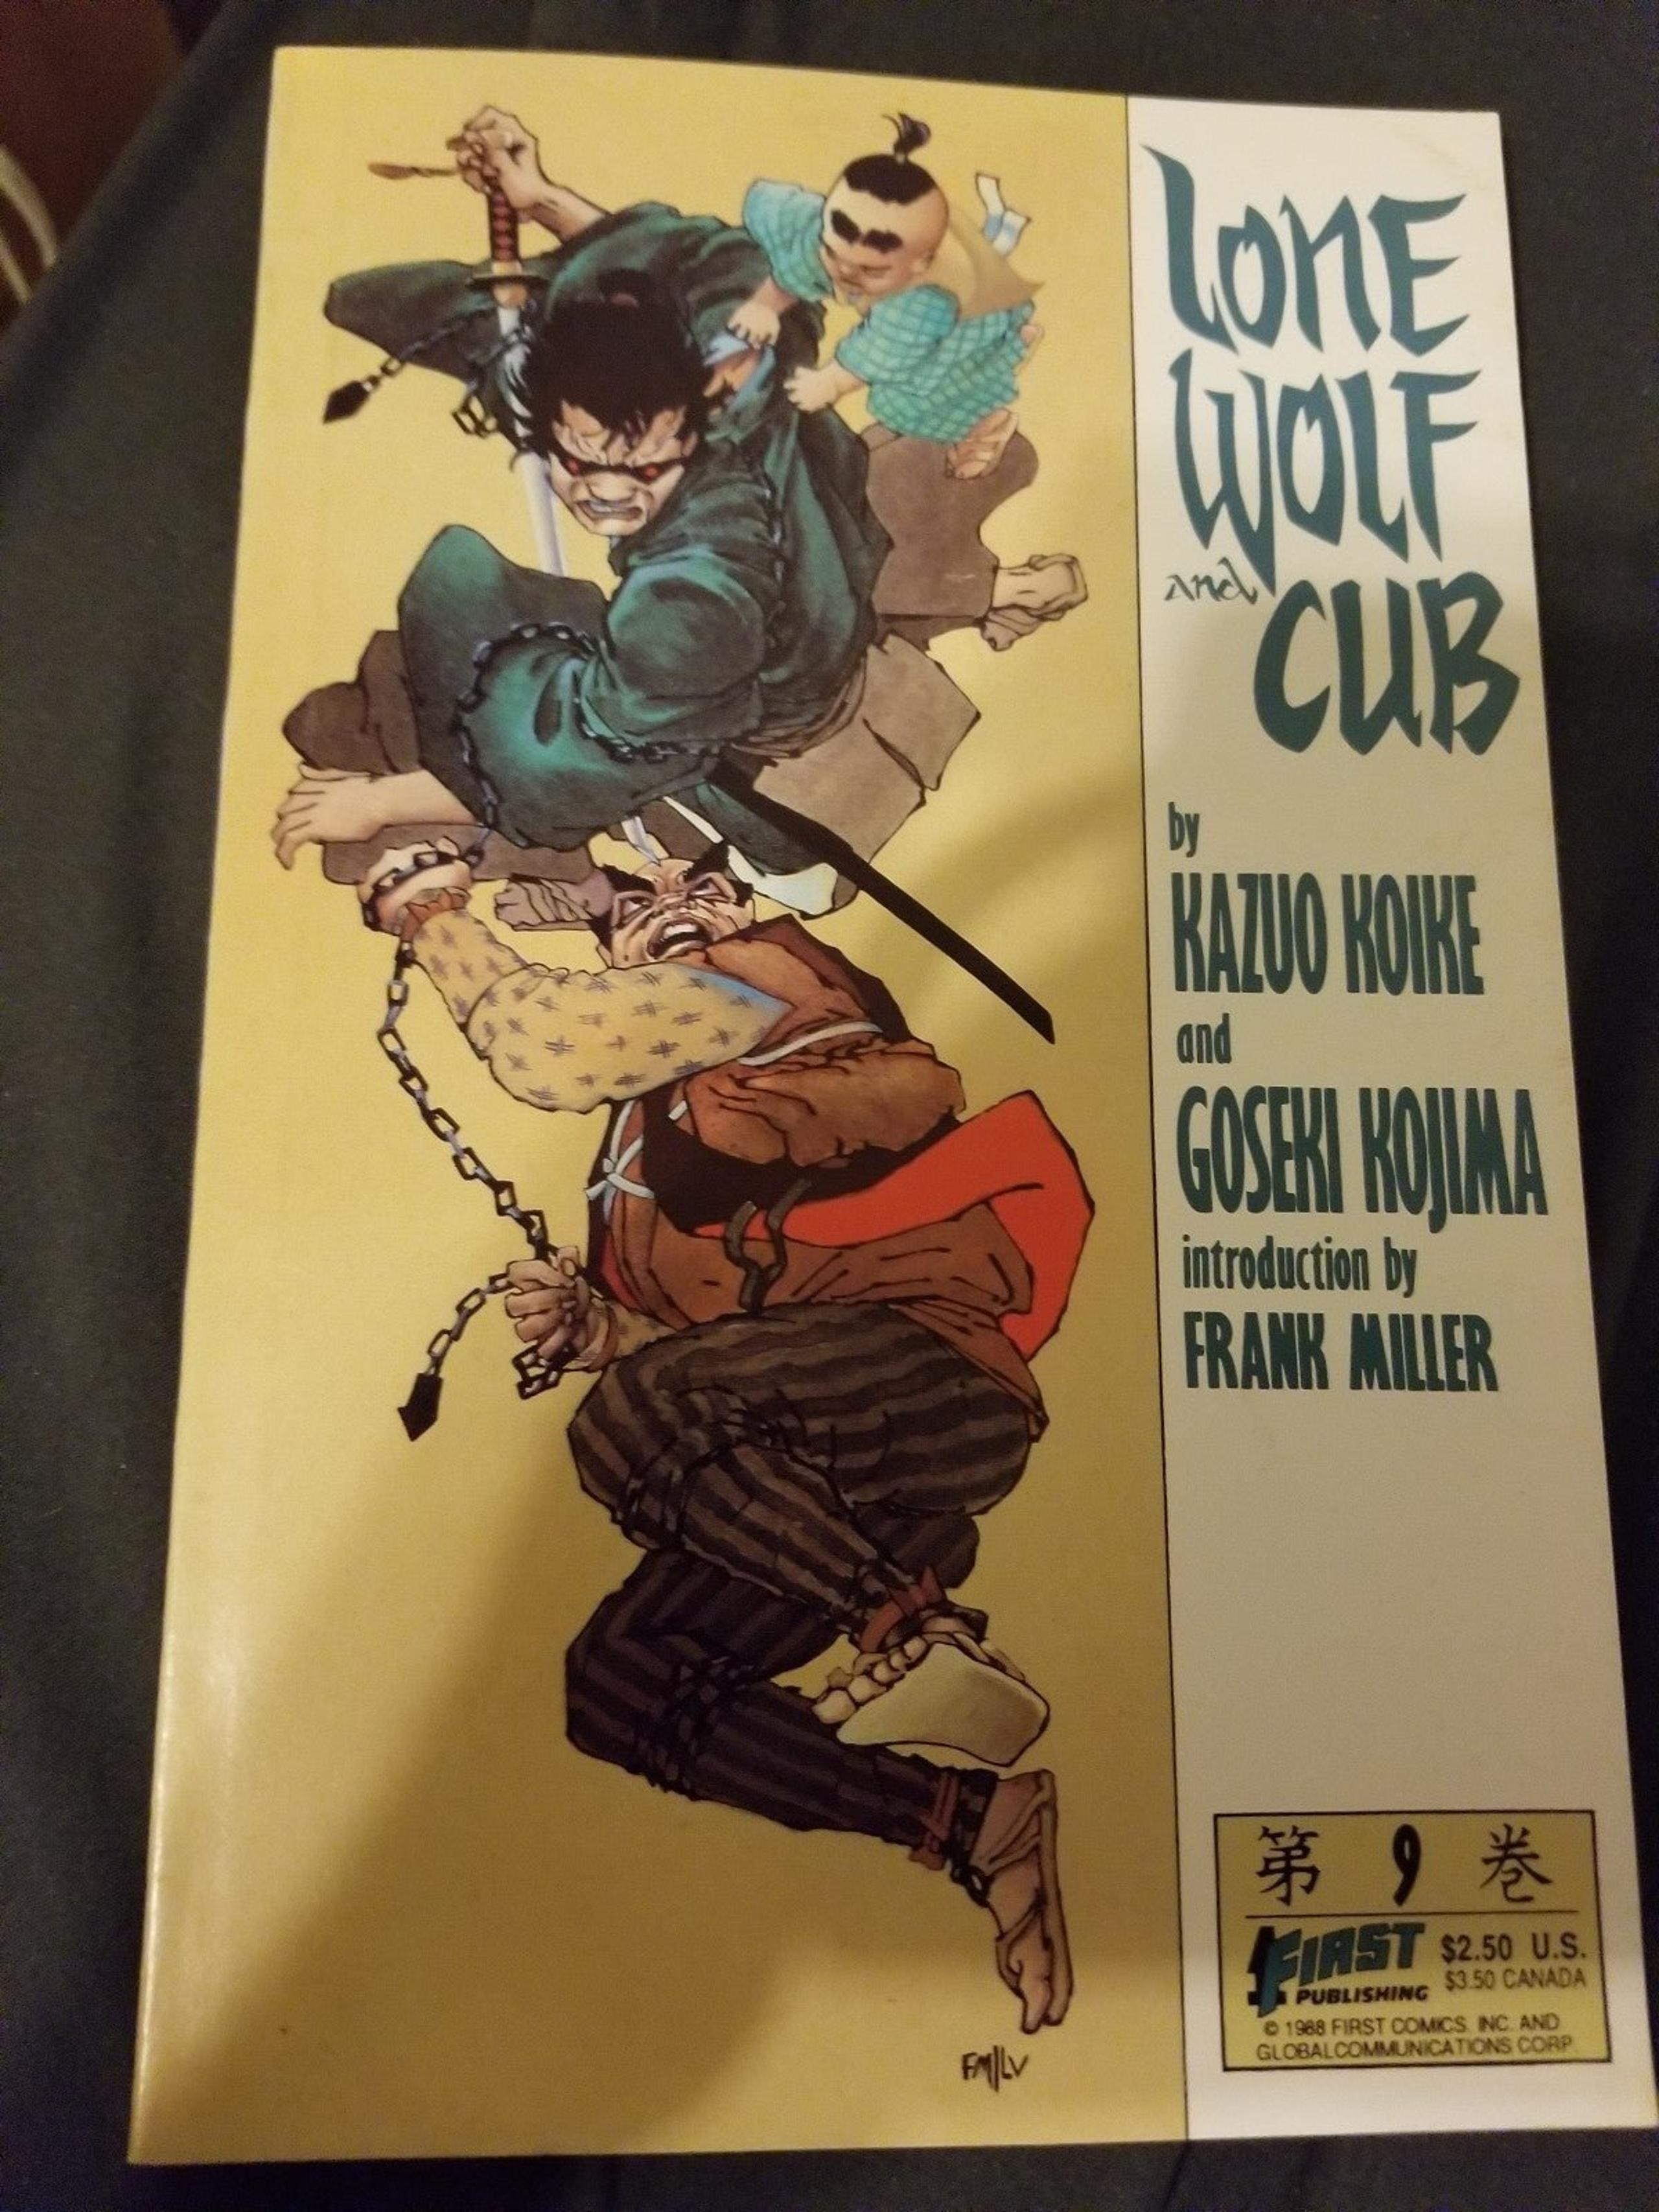 LONE
WOLF
and
CUB
by
KAZUO KOIKE
and
GOSEKI KOJIMA
introduction by
FRANK MILLER
第 9 巻
1FIRST
PUBLISHING
$2.50 U.S.
$3.50 CANADA
© 1988 FIRST COMICS, INC. AND
GLOBALCOMMUNICATIONS CORP.
FM/LV